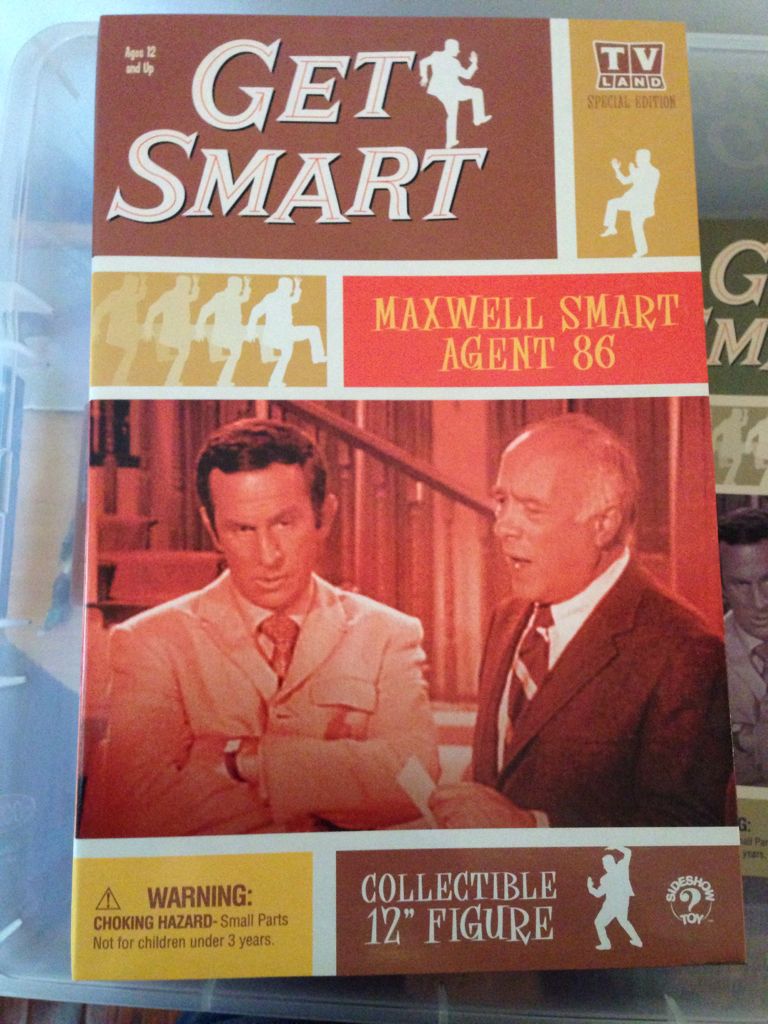 Ages 12
and Up
GET
SMART
TV
LAND
SPECIAL EDITION
MAXWELL SMART
AGENT 86
WARNING:
CHOKING HAZARD- Small Parts
Not for children under 3 years.
COLLECTIBLE
12" FIGURE
SIDESHOW
?
TOY
G
M
G:
years.